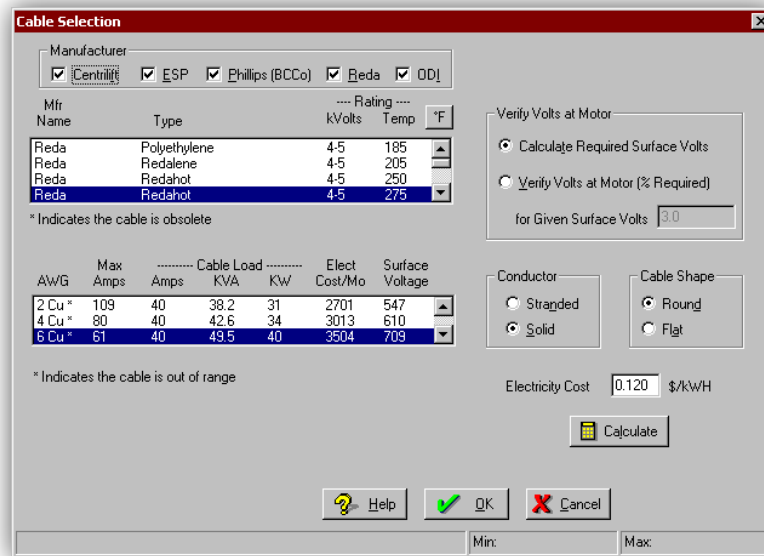 Cable Selection
Manufacturer
Centrilift ESP Phillips (BCCo) Reda ODI
Mfr Name Type ---- Rating ---- kVolts Temp °F
Reda Polyethylene 4-5 185
Reda Redalene 4-5 205
Reda Redahot 4-5 250
Reda Redahot 4-5 275
* Indicates the cable is obsolete
Verify Volts at Motor
Calculate Required Surface Volts
Verify Volts at Motor (% Required)
for Given Surface Volts 3.0
Max ---------- Cable Load ---------- Elect Surface
AWG Amps Amps KVA KW Cost/Mo Voltage
2 Cu * 109 40 38.2 31 2701 547
4 Cu * 80 40 42.6 34 3013 610
6 Cu * 61 40 49.5 40 3504 709
* Indicates the cable is out of range
Conductor
Stranded
Solid
Cable Shape
Round
Flat
Electricity Cost 0.120 $/kWH
Calculate
Help OK Cancel
Min: Max: